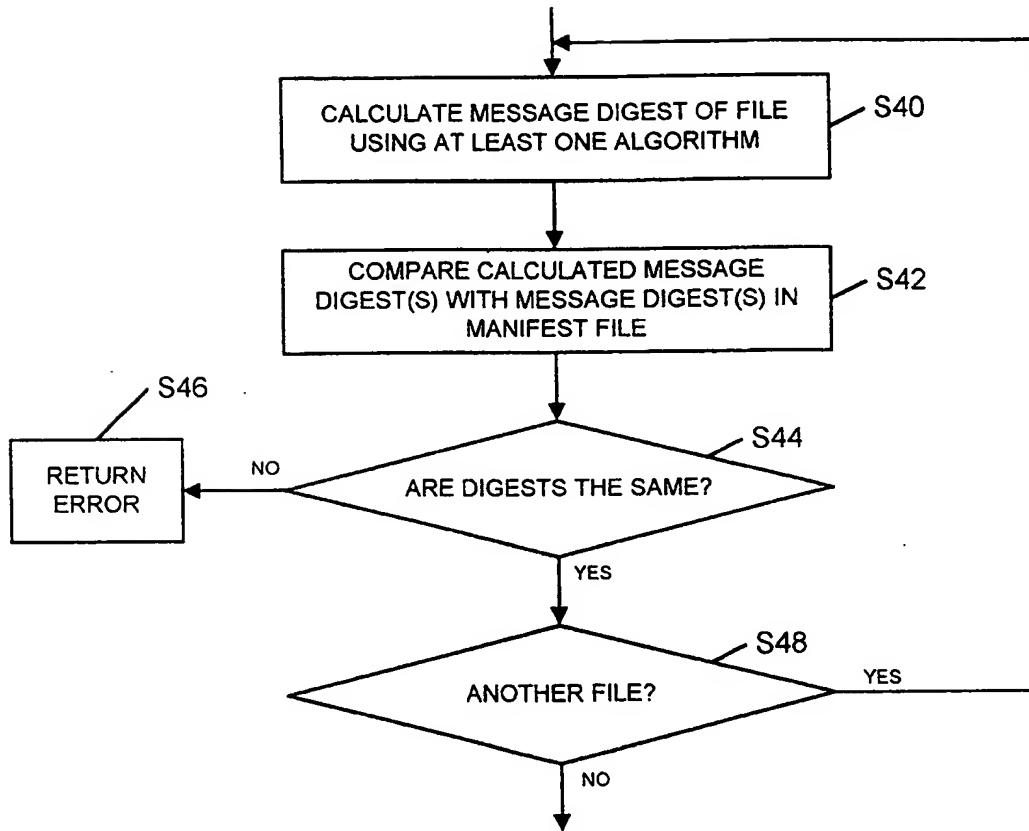 CALCULATE MESSAGE DIGEST OF FILE
USING AT LEAST ONE ALGORITHM
S40
COMPARE CALCULATED MESSAGE
DIGEST(S) WITH MESSAGE DIGEST(S) IN
MANIFEST FILE
S42
S46
RETURN
ERROR
NO
S44
ARE DIGESTS THE SAME?
YES
S48
ANOTHER FILE?
YES
NO